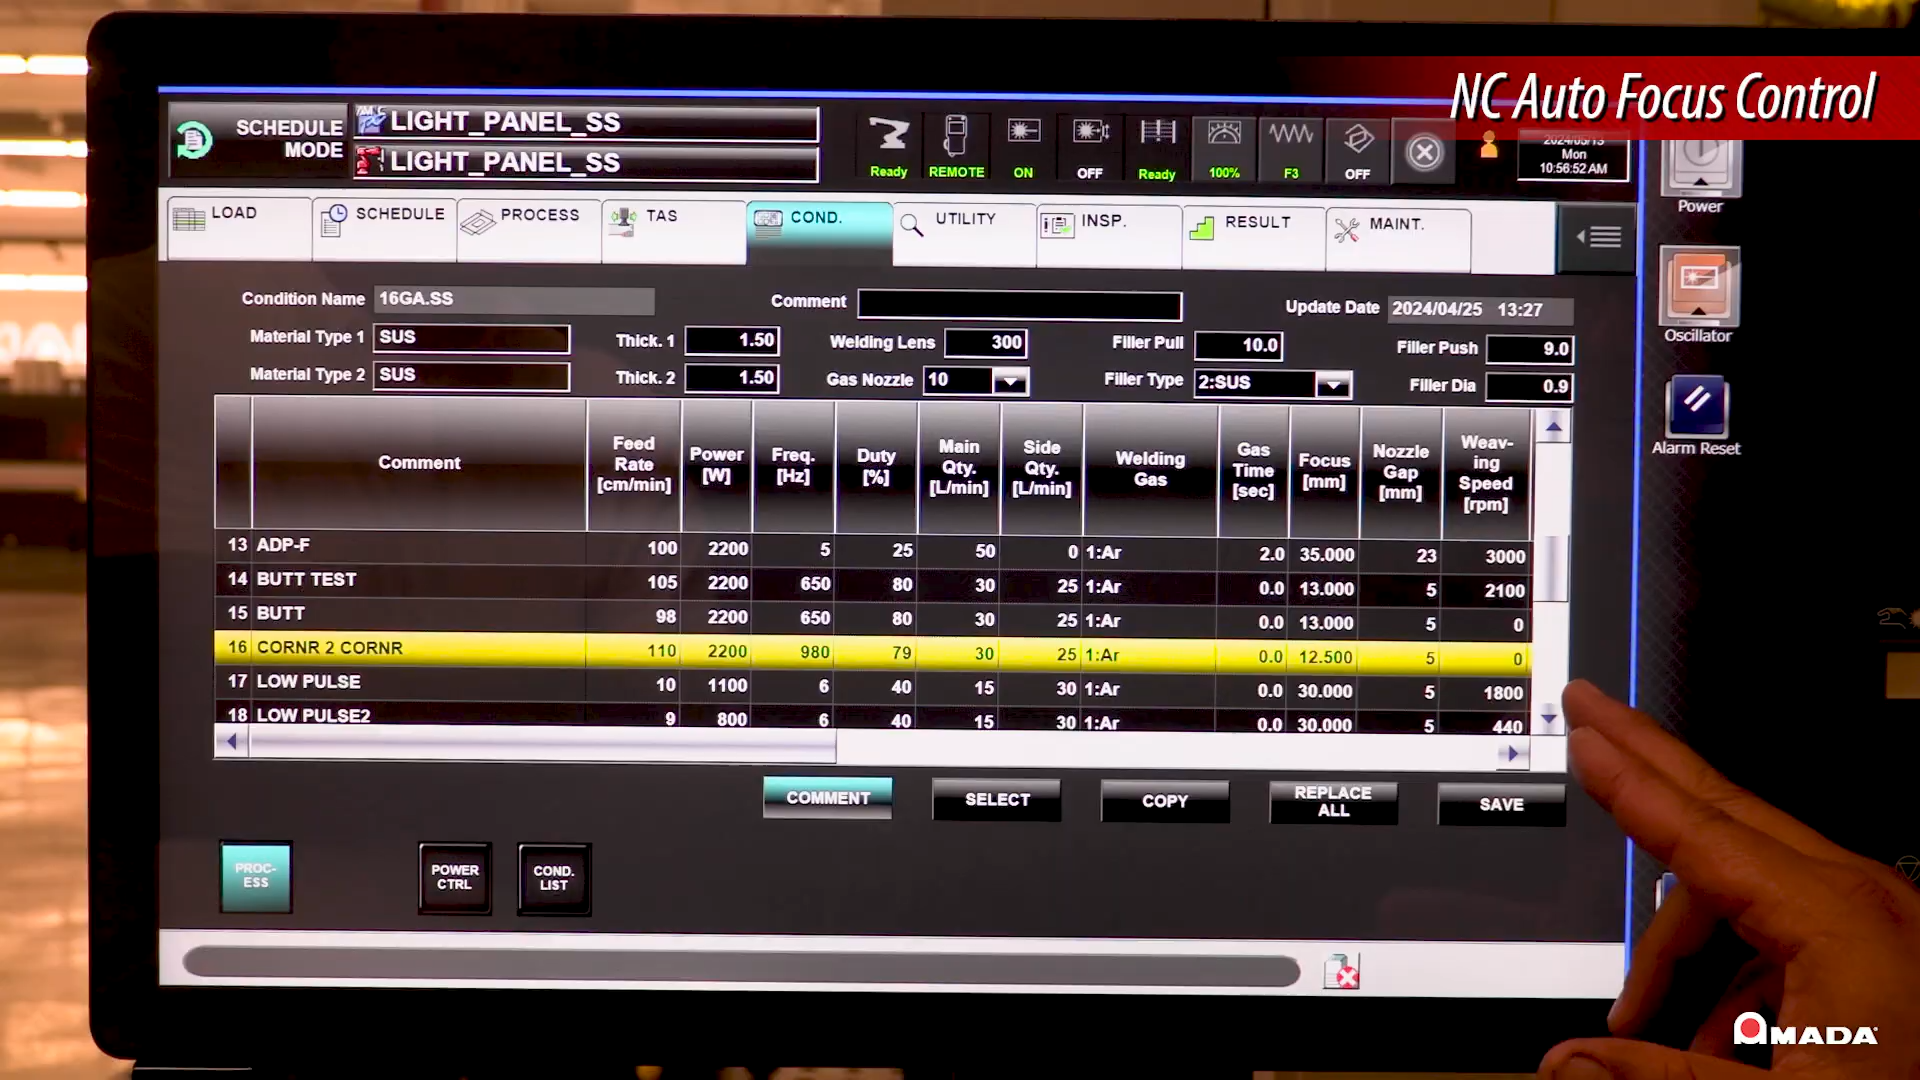 NC Auto Focus Control
SCHEDULE MODE
LIGHT_PANEL_SS
LIGHT_PANEL_SS
Ready
REMOTE
ON
OFF
Ready
100%
F3
OFF
2024/05/13
Mon
10:56:52 AM
Power
LOAD
SCHEDULE
PROCESS
TAS
COND.
UTILITY
INSP.
RESULT
MAINT.
Oscillator
Alarm Reset
Condition Name 16GA.SS Comment Update Date 2024/04/25 13:27
Material Type 1 SUS Thick. 1 1.50 Welding Lens 300 Filler Pull 10.0 Filler Push 9.0
Material Type 2 SUS Thick. 2 1.50 Gas Nozzle 10 Filler Type 2:SUS Filler Dia 0.9
Comment Feed Rate [cm/min] Power [W] Freq. [Hz] Duty [%] Main Qty. [L/min] Side Qty. [L/min] Welding Gas Gas Time [sec] Focus [mm] Nozzle Gap [mm] Weav-ing Speed [rpm]
13 ADP-F 100 2200 5 25 50 0 1:Ar 2.0 35.000 23 3000
14 BUTT TEST 105 2200 650 80 30 25 1:Ar 0.0 13.000 5 2100
15 BUTT 98 2200 650 80 30 25 1:Ar 0.0 13.000 5 0
16 CORNR 2 CORNR 110 2200 980 79 30 25 1:Ar 0.0 12.500 5 0
17 LOW PULSE 10 1100 6 40 15 30 1:Ar 0.0 30.000 5 1800
18 LOW PULSE2 9 800 6 40 15 30 1:Ar 0.0 30.000 5 440
COMMENT
SELECT
COPY
REPLACE ALL
SAVE
PROC-ESS
POWER CTRL
COND. LIST
AMADA